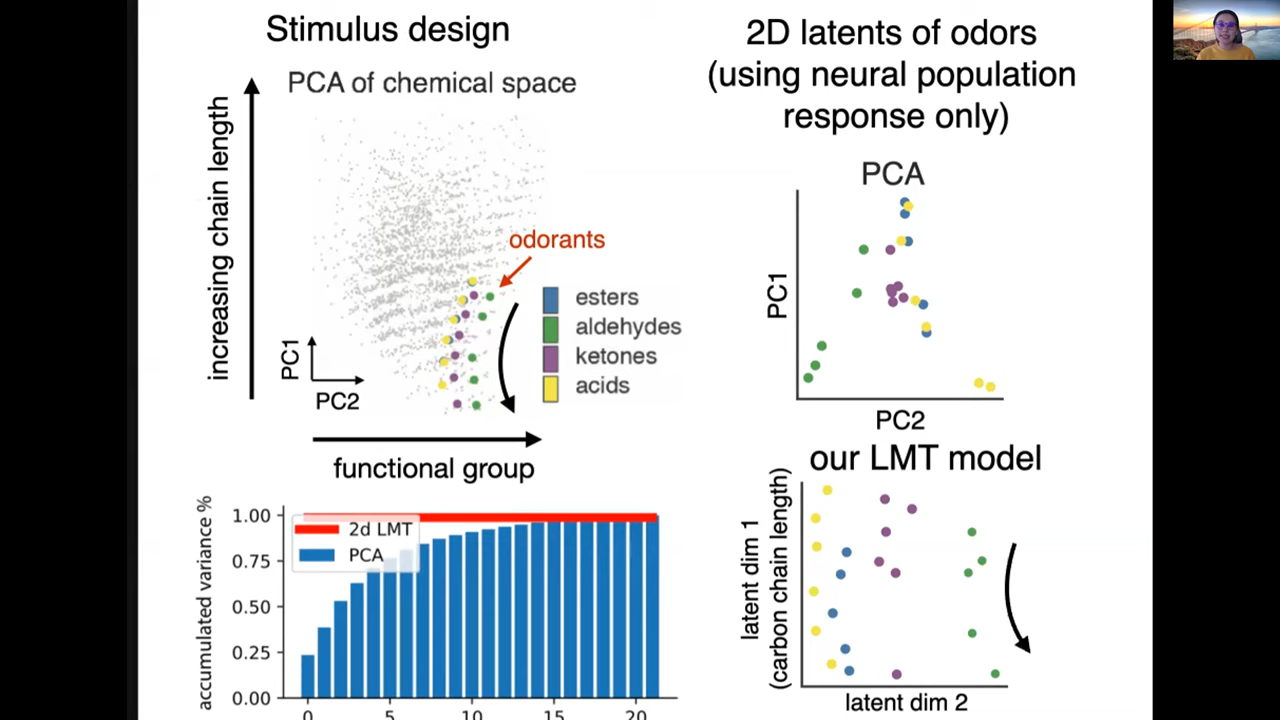 Stimulus design
PCA of chemical space
increasing chain length
odorants
esters
aldehydes
ketones
acids
PC1
PC2
functional group
accumulated variance %
1.00
0.75
0.50
0.25
0.00
2d LMT
PCA
0
5
10
15
20
2D latents of odors
(using neural population
response only)
PCA
PC1
PC2
our LMT model
latent dim 1
(carbon chain length)
latent dim 2